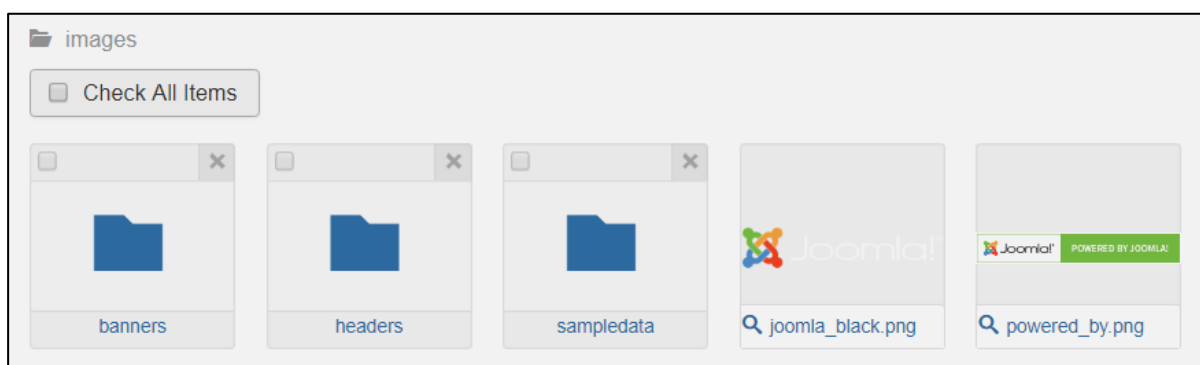 images
Check All Items
Joomla!
Joomla!® POWERED BY JOOMLA!
banners
headers
sampledata
joomla_black.png
powered_by.png